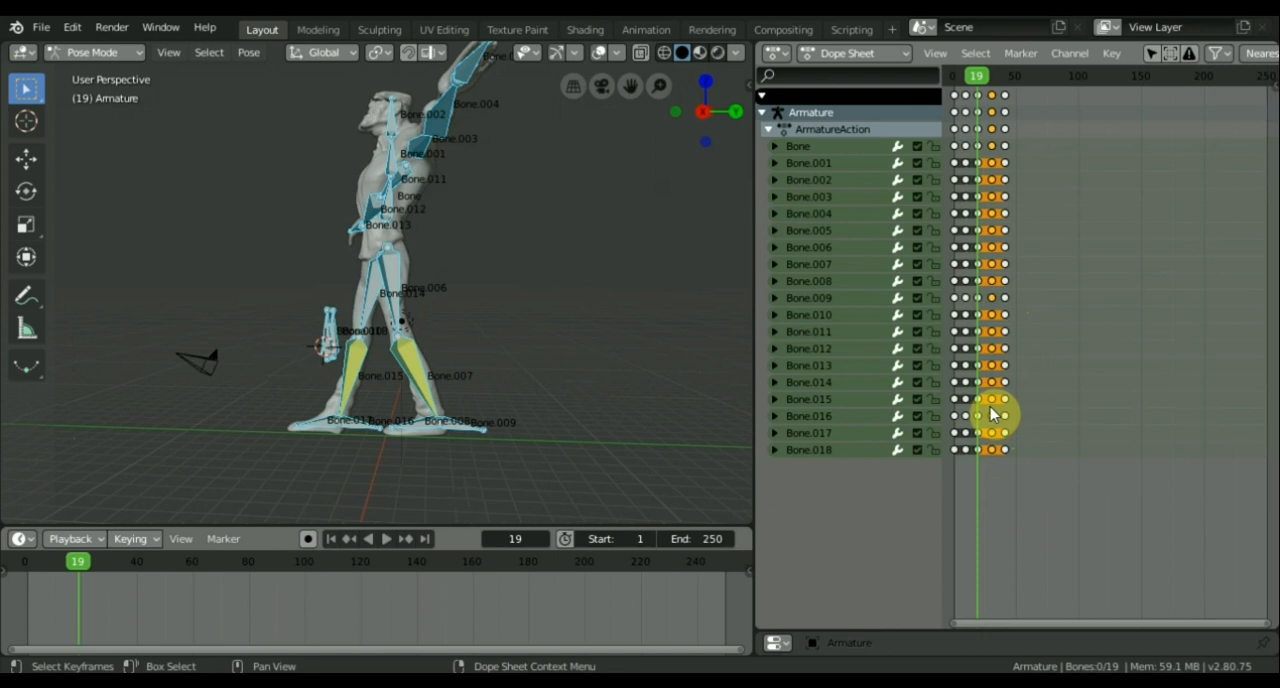 File Edit Render Window Help Layout Modeling Sculpting UV Editing Texture Paint Shading Animation Rendering Compositing Scripting + Scene View Layer
Pose Mode View Select Pose Global
Dope Sheet View Select Marker Channel Key Neares
User Perspective
(19) Armature
Bone.004
Bone.002
Bone.003
Bone.001
Bone.011
Bone
Bone.012
Bone.013
Bone.006
Bone.014
Bone.015 Bone.007
Bone.016 Bone.008 Bone.009
0 19 50 100 150 200 250
Armature
ArmatureAction
Bone
Bone.001
Bone.002
Bone.003
Bone.004
Bone.005
Bone.006
Bone.007
Bone.008
Bone.009
Bone.010
Bone.011
Bone.012
Bone.013
Bone.014
Bone.015
Bone.016
Bone.017
Bone.018
Playback Keying View Marker 19 Start: 1 End: 250
0 19 40 60 80 100 120 140 160 180 200 220 240
Armature
Select Keyframes Box Select Pan View Dope Sheet Context Menu Armature | Bones:0/19 | Mem: 59.1 MB | v2.80.75